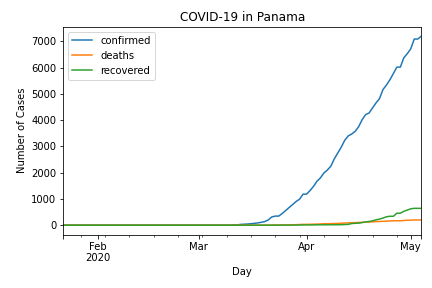 COVID-19 in Panama
confirmed
deaths
recovered
Number of Cases
7000
6000
5000
4000
3000
2000
1000
0
Feb
2020
Mar
Apr
May
Day